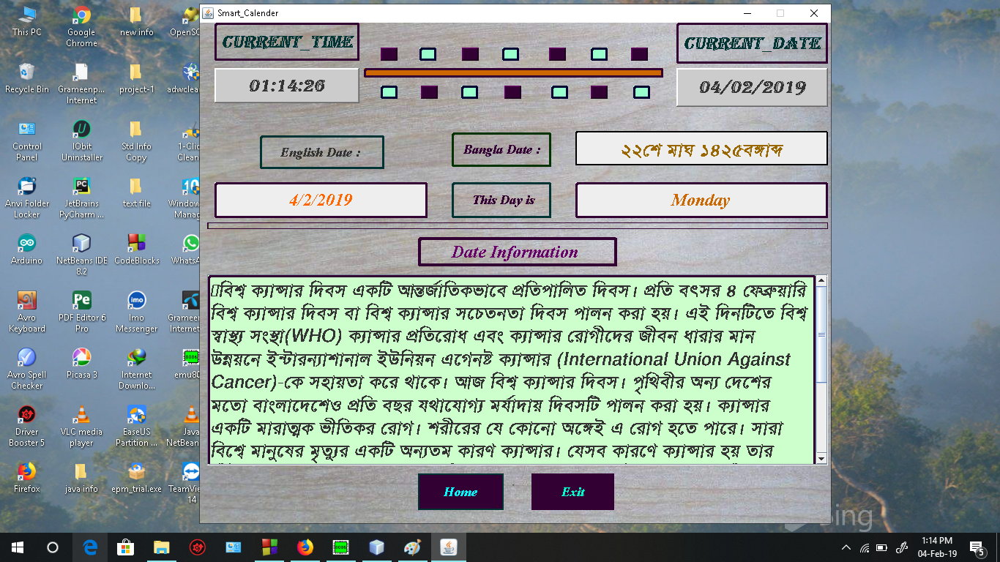 This PC
Google Chrome
new info
OpenSC
Recycle Bin
Grameenp... Internet
project-1
adwclea
Control Panel
IObit Uninstaller
Std Info Copy
1-Clic Clean
Anvi Folder Locker
JetBrains PyCharm ...
text file
Window Manag
Arduino
NetBeans IDE 8.2
CodeBlocks
WhatsA
Avro Keyboard
PDF Editor 6 Pro
Imo Messenger
Grameen Internet
Avro Spell Checker
Picasa 3
Internet Downlo...
emu80
Driver Booster 5
VLC media player
EaseUS Partition ...
Java NetBean
Firefox
java info
epm_trial.exe
TeamVie 14
Smart_Calender
CURRENT_TIME
CURRENT_DATE
01:14:26
04/02/2019
English Date :
Bangla Date :
২২শে মাঘ ১৪২৫বঙ্গাব্দ
4/2/2019
This Day is
Monday
Date Information
বিশ্ব ক্যান্সার দিবস একটি আন্তর্জাতিকভাবে প্রতিপালিত দিবস। প্রতি বৎসর ৪ ফেব্রুয়ারি
বিশ্ব ক্যান্সার দিবস বা বিশ্ব ক্যান্সার সচেতনতা দিবস পালন করা হয়। এই দিনটিতে বিশ্ব
স্বাস্থ্য সংস্থা(WHO) ক্যান্সার প্রতিরোধ এবং ক্যান্সার রোগীদের জীবন ধারার মান
উন্নয়নে ইন্টারন্যাশানাল ইউনিয়ন এগেনষ্ট ক্যান্সার (International Union Against
Cancer)-কে সহায়তা করে থাকে। আজ বিশ্ব ক্যান্সার দিবস। পৃথিবীর অন্য দেশের
মতো বাংলাদেশেও প্রতি বছর যথাযোগ্য মর্যাদায় দিবসটি পালন করা হয়। ক্যান্সার
একটি মারাত্মক ভীতিকর রোগ। শরীরের যে কোনো অঙ্গেই এ রোগ হতে পারে। সারা
বিশ্বে মানুষের মৃত্যুর একটি অন্যতম কারণ ক্যান্সার। যেসব কারণে ক্যান্সার হয় তার
Home
Exit
Bing
1:14 PM
04-Feb-19
5